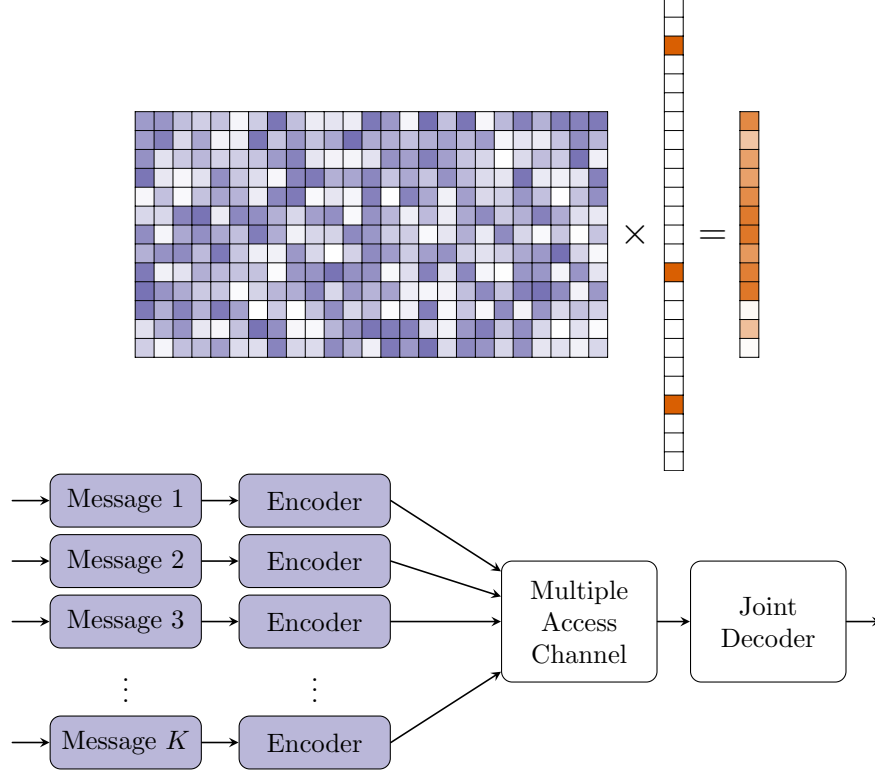 × =
Message 1 Encoder
Message 2 Encoder
Message 3 Encoder
Multiple
Access
Channel
Joint
Decoder
⋮ ⋮
Message K Encoder